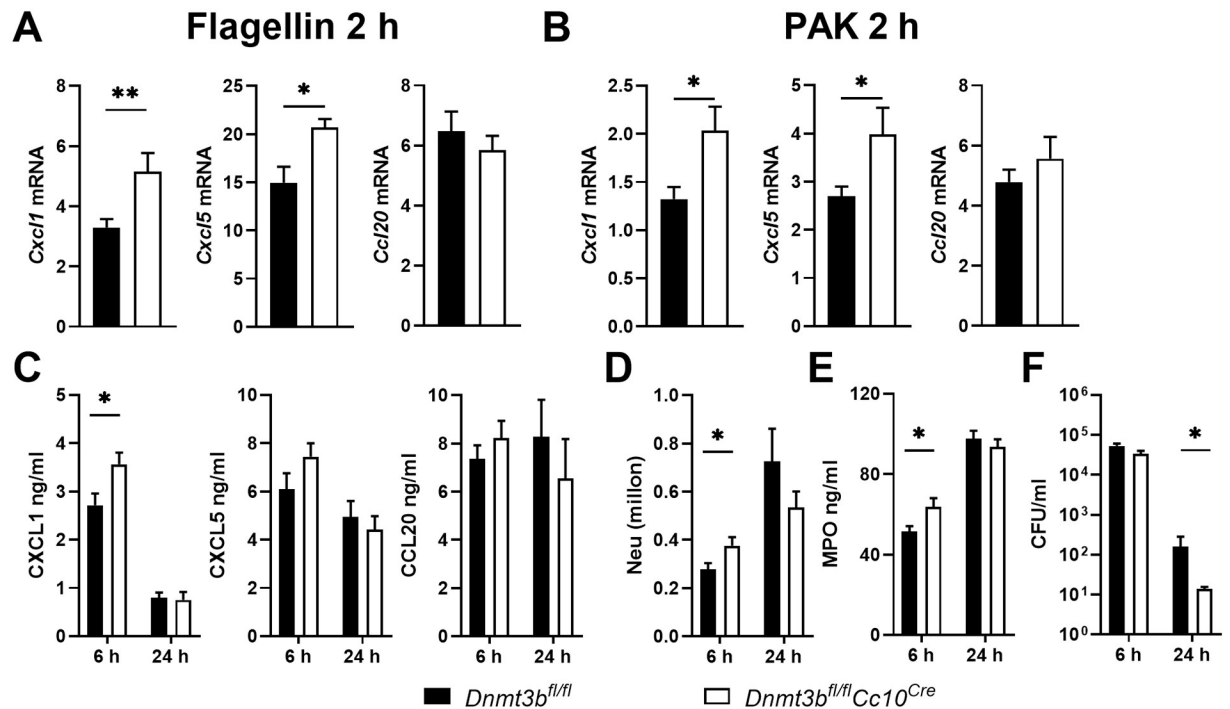 A Flagellin 2 h B PAK 2 h
** * * *
Cxcl1 mRNA 8 6 4 2 0
Cxcl5 mRNA 25 20 15 10 5 0
Ccl20 mRNA 8 6 4 2 0
Cxcl1 mRNA 2.5 2.0 1.5 1.0 0.5 0.0
Cxcl5 mRNA 5 4 3 2 1 0
Ccl20 mRNA 8 6 4 2 0
C D E F
* * * *
CXCL1 ng/ml 5 4 3 2 1 0
6 h 24 h
CXCL5 ng/ml 10 8 6 4 2 0
6 h 24 h
CCL20 ng/ml 10 8 6 4 2 0
6 h 24 h
Neu (millon) 1.0 0.8 0.6 0.4 0.2 0.0
6 h 24 h
MPO ng/ml 120 80 40 0
6 h 24 h
CFU/ml 10⁶ 10⁵ 10⁴ 10³ 10² 10¹ 10⁰
6 h 24 h
Dnmt3b^fl/fl Dnmt3b^fl/fl Cc10^Cre